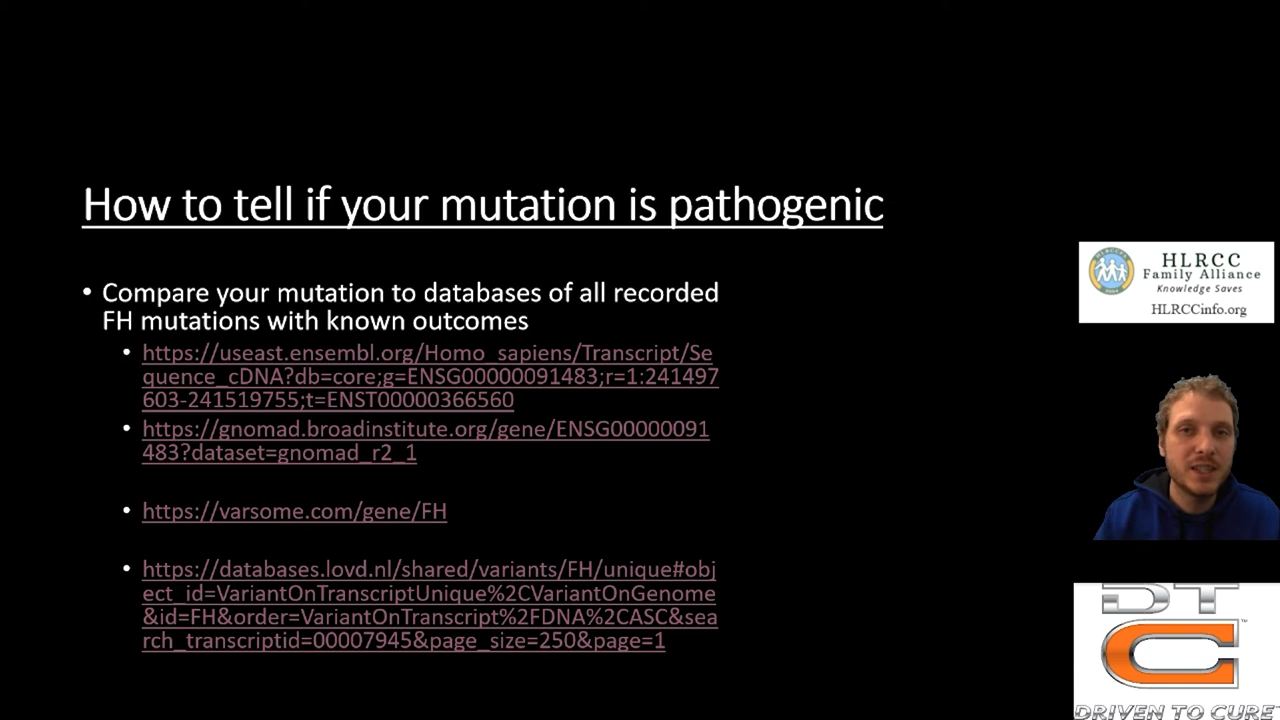 How to tell if your mutation is pathogenic
• Compare your mutation to databases of all recorded
FH mutations with known outcomes
• https://useast.ensembl.org/Homo_sapiens/Transcript/Se
quence_cDNA?db=core;g=ENSG00000091483;r=1:241497
603-241519755;t=ENST00000366560
• https://gnomad.broadinstitute.org/gene/ENSG00000091
483?dataset=gnomad_r2_1
• https://varsome.com/gene/FH
• https://databases.lovd.nl/shared/variants/FH/unique#obj
ect_id=VariantOnTranscriptUnique%2CVariantOnGenome
&id=FH&order=VariantOnTranscript%2FDNA%2CASC&sea
rch_transcriptid=00007945&page_size=250&page=1
HLRCC
Family Alliance
Knowledge Saves
HLRCCinfo.org
DT
C
™
DRIVEN TO CURE